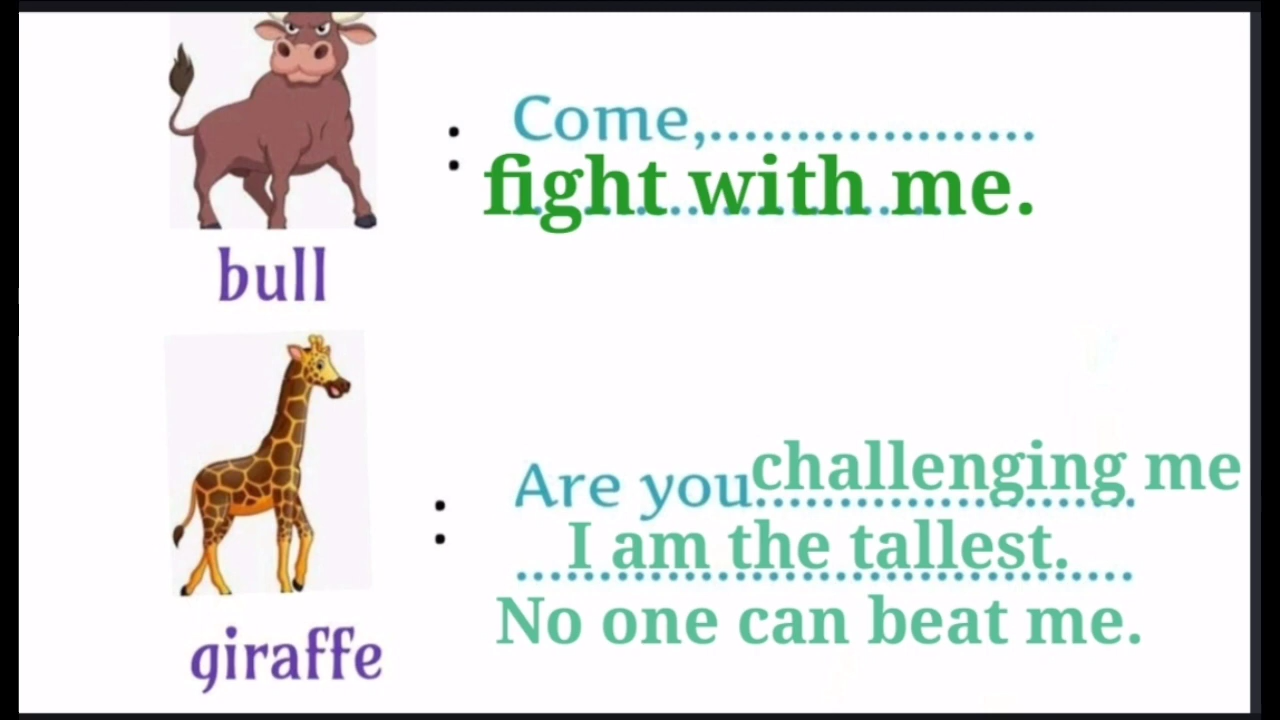 : Come,...................
fight with me.
bull
: Are you challenging me
I am the tallest.
No one can beat me.
giraffe